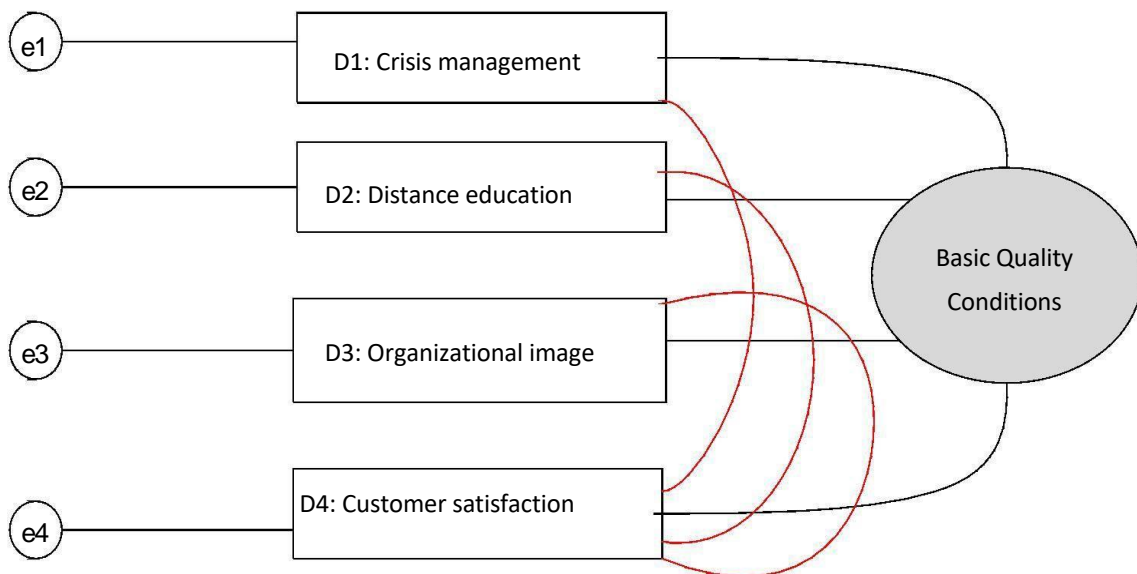 e1
D1: Crisis management
e2
D2: Distance education
Basic Quality
Conditions
e3
D3: Organizational image
e4
D4: Customer satisfaction